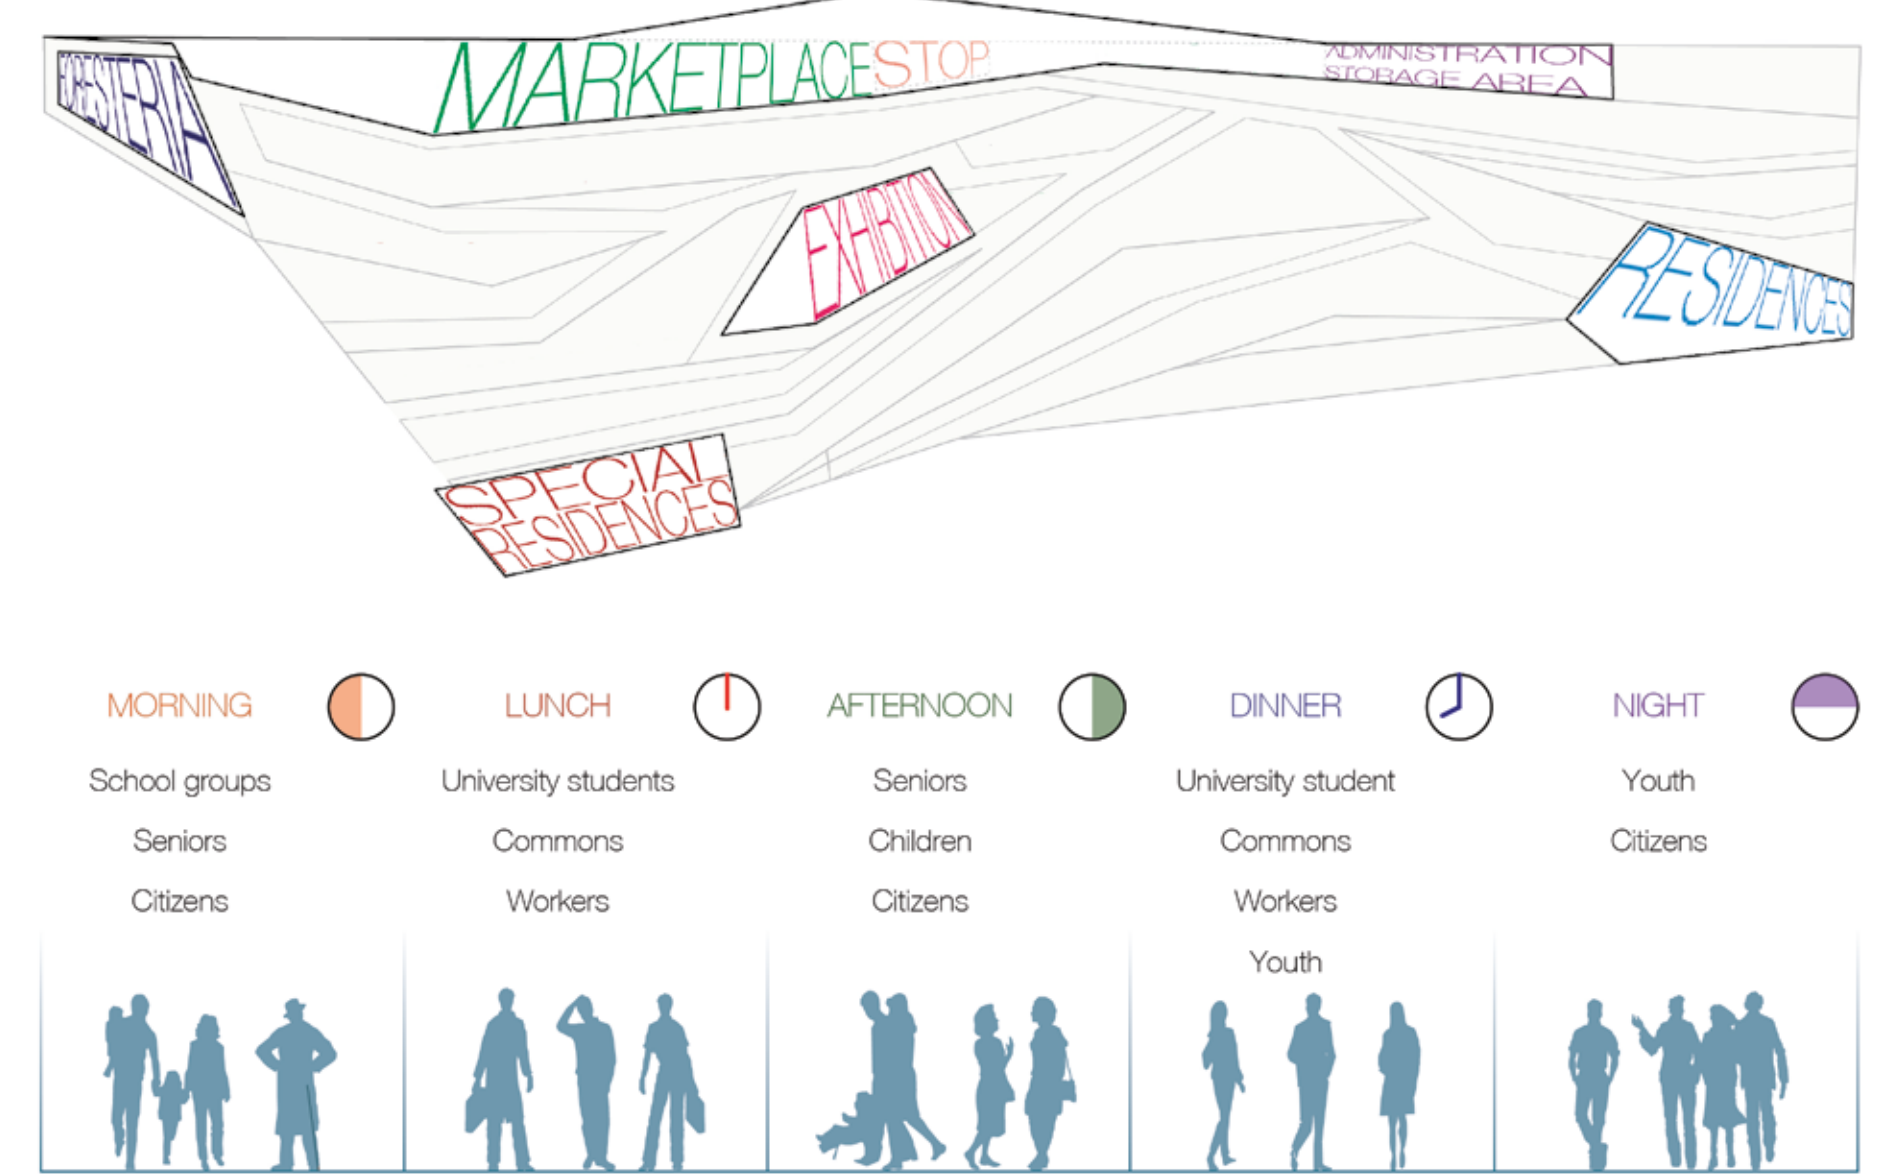 FORESTERIA
MARKETPLACE STOP
ADMINISTRATION
STORAGE AREA
EXHIBITION
RESIDENCES
SPECIAL
RESIDENCES
MORNING
School groups
Seniors
Citizens
LUNCH
University students
Commons
Workers
AFTERNOON
Seniors
Children
Citizens
DINNER
University student
Commons
Workers
Youth
NIGHT
Youth
Citizens